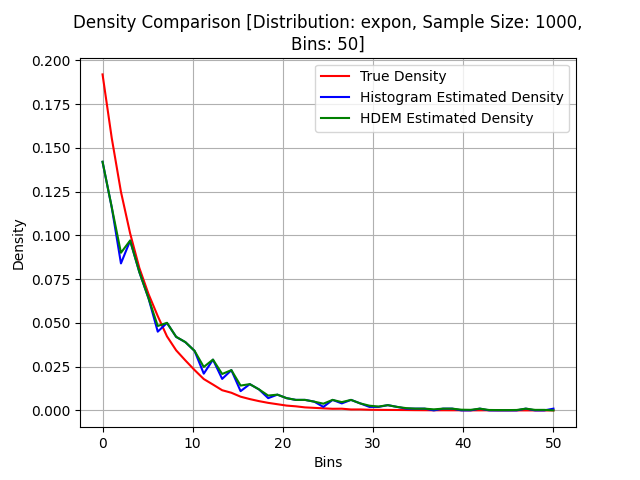 Density Comparison [Distribution: expon, Sample Size: 1000,
Bins: 50]
True Density
Histogram Estimated Density
HDEM Estimated Density
Density
0.200
0.175
0.150
0.125
0.100
0.075
0.050
0.025
0.000
0 10 20 30 40 50
Bins